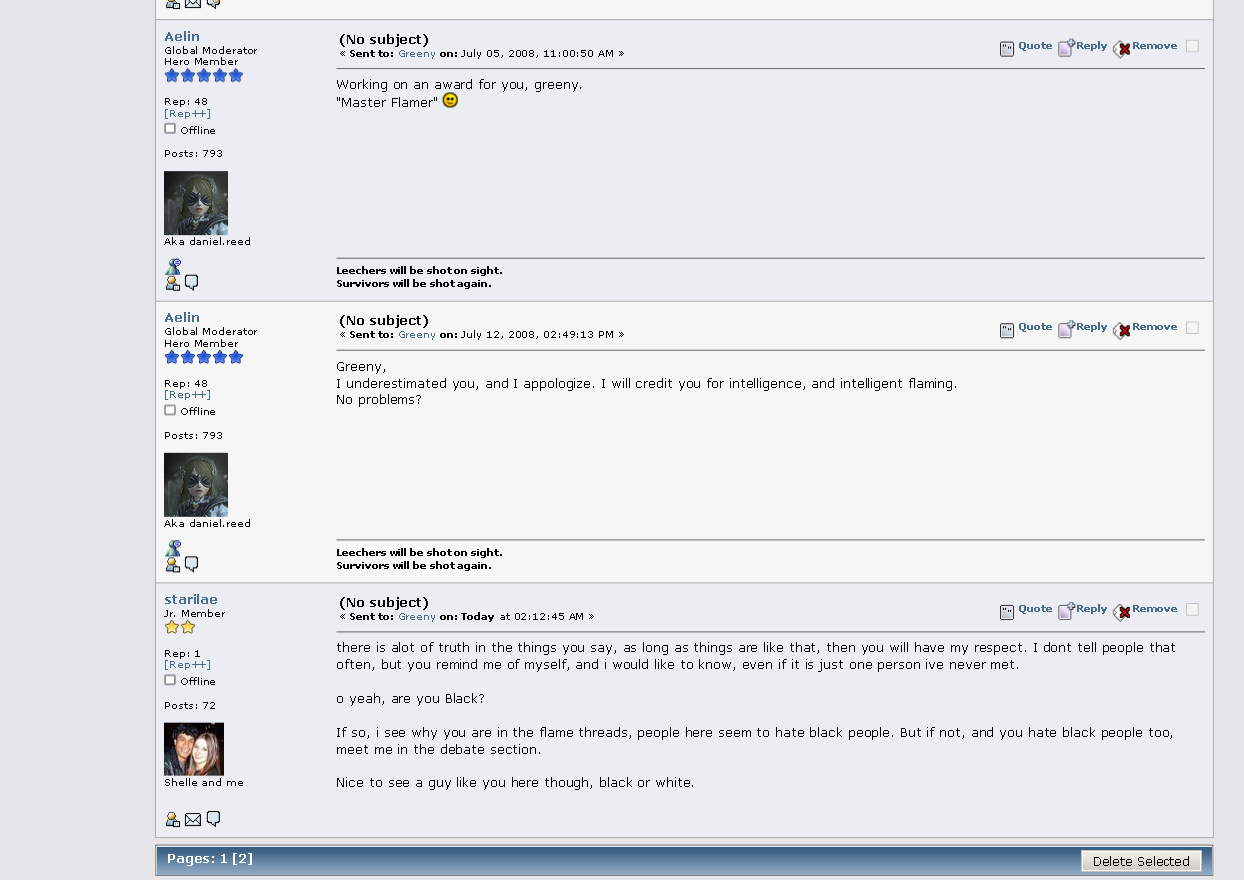 Aelin
Global Moderator
Hero Member
Rep: 48
[Rep++]
Offline
Posts: 793
Aka daniel.reed
(No subject)
« Sent to: Greeny on: July 05, 2008, 11:00:50 AM »
Quote Reply Remove
Working on an award for you, greeny.
"Master Flamer"
Leechers will be shot on sight.
Survivors will be shot again.
Aelin
Global Moderator
Hero Member
Rep: 48
[Rep++]
Offline
Posts: 793
Aka daniel.reed
(No subject)
« Sent to: Greeny on: July 12, 2008, 02:49:13 PM »
Quote Reply Remove
Greeny,
I underestimated you, and I appologize. I will credit you for intelligence, and intelligent flaming.
No problems?
Leechers will be shot on sight.
Survivors will be shot again.
starilae
Jr. Member
Rep: 1
[Rep++]
Offline
Posts: 72
Shelle and me
(No subject)
« Sent to: Greeny on: Today at 02:12:45 AM »
Quote Reply Remove
there is alot of truth in the things you say, as long as things are like that, then you will have my respect. I dont tell people that
often, but you remind me of myself, and i would like to know, even if it is just one person ive never met.
o yeah, are you Black?
If so, i see why you are in the flame threads, people here seem to hate black people. But if not, and you hate black people too,
meet me in the debate section.
Nice to see a guy like you here though, black or white.
Pages: 1 [2]
Delete Selected